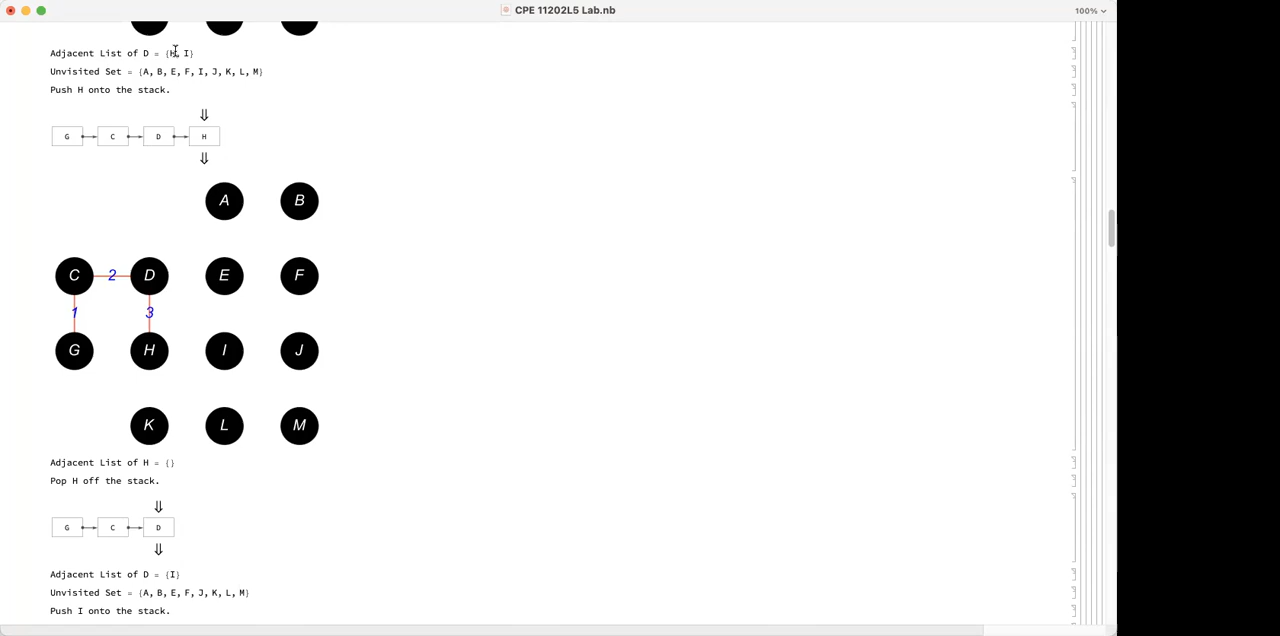 CPE 11202L5 Lab.nb
100%
Adjacent List of D = {H, I}
Unvisited Set = {A, B, E, F, I, J, K, L, M}
Push H onto the stack.
⇓
G C D H
⇓
A B
C 2 D E F
1 3
G H I J
K L M
Adjacent List of H = {}
Pop H off the stack.
⇓
G C D
⇓
Adjacent List of D = {I}
Unvisited Set = {A, B, E, F, J, K, L, M}
Push I onto the stack.